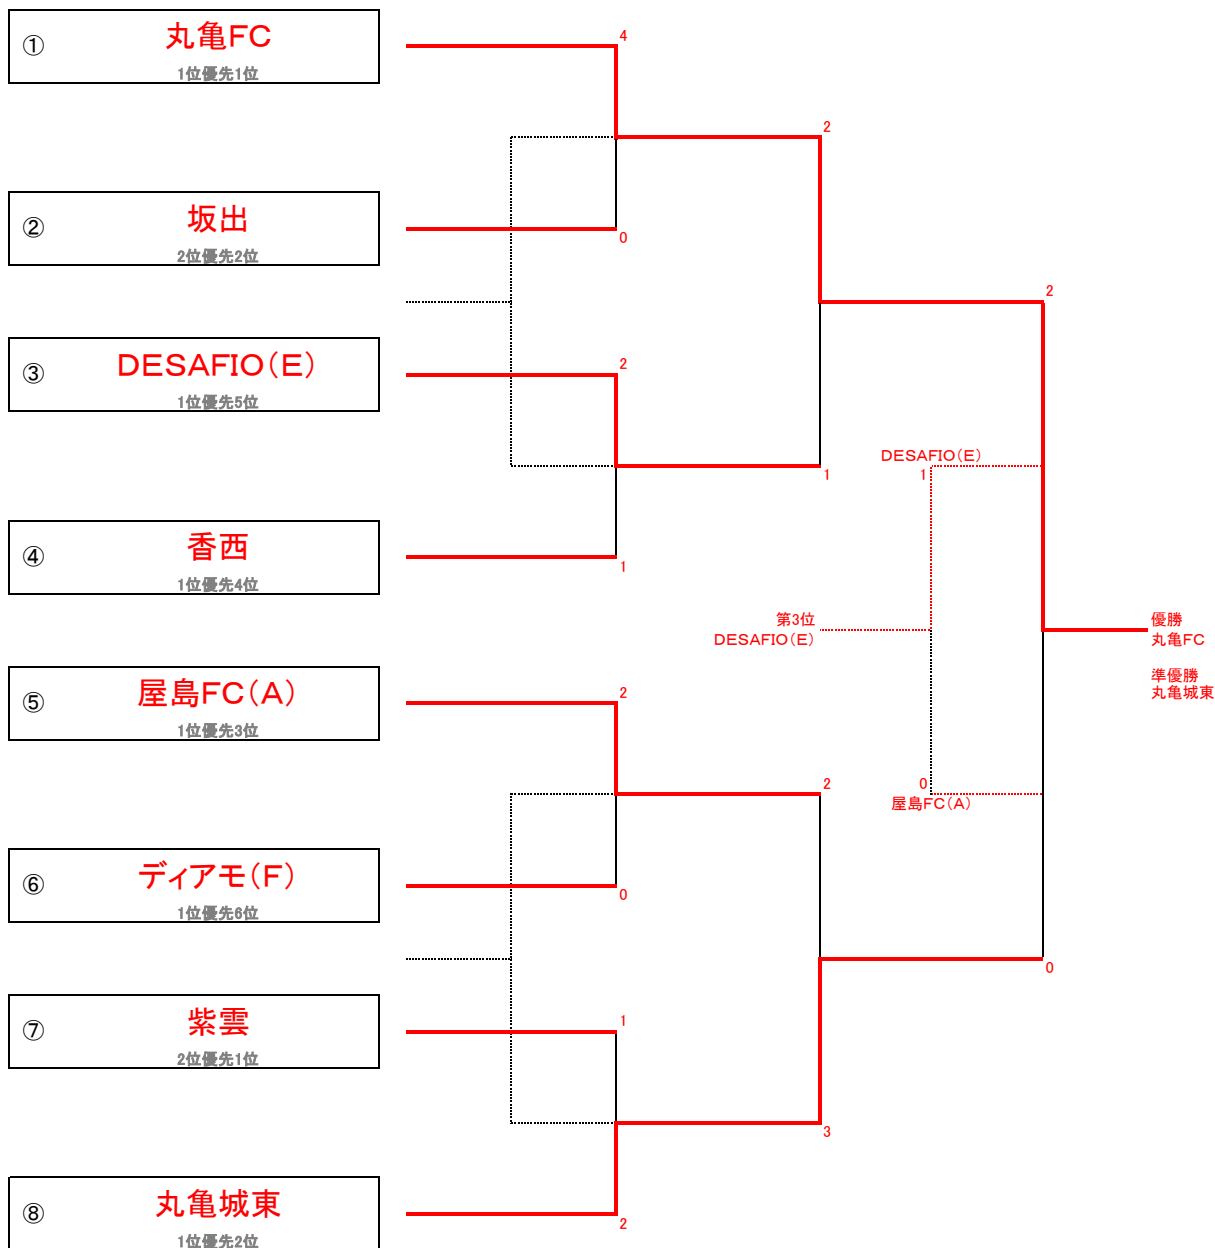 ① 丸亀FC
1位優先1位
4
2
② 坂出
2位優先2位
0
2
③ DESAFIO(E)
1位優先5位
2
1
DESAFIO(E)
1
④ 香西
1位優先4位
1
第3位
DESAFIO(E)
優勝
丸亀FC
準優勝
丸亀城東
⑤ 屋島FC(A)
1位優先3位
2
2
0
屋島FC(A)
⑥ ディアモ(F)
1位優先6位
0
0
⑦ 紫雲
2位優先1位
1
3
⑧ 丸亀城東
1位優先2位
2